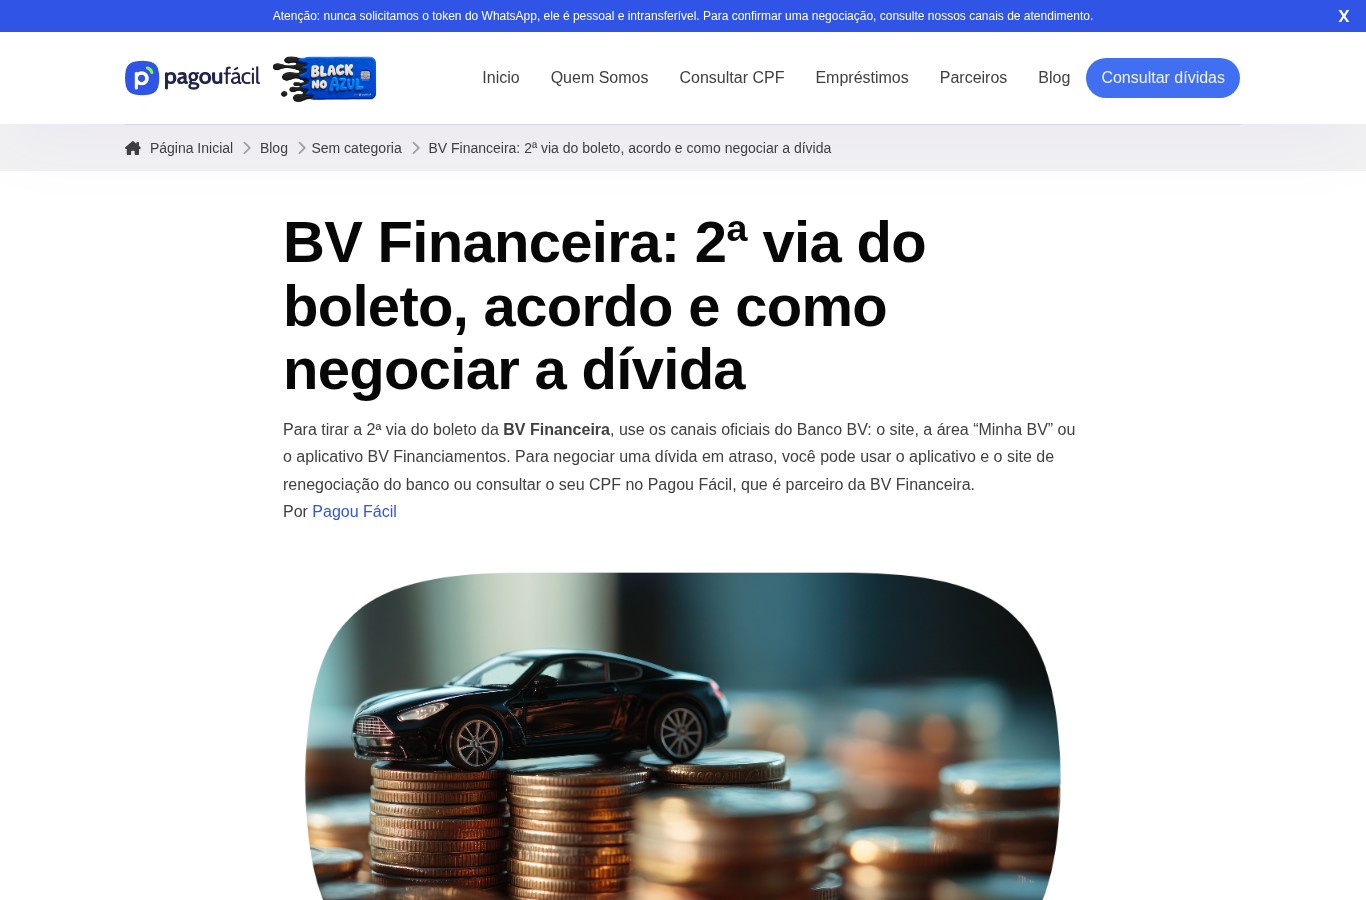 Atenção: nunca solicitamos o token do WhatsApp, ele é pessoal e intransferível. Para confirmar uma negociação, consulte nossos canais de atendimento.
X
pagoufácil
BLACK
NO AZUL
Inicio
Quem Somos
Consultar CPF
Empréstimos
Parceiros
Blog
Consultar dívidas
Página Inicial
Blog
Sem categoria
BV Financeira: 2ª via do boleto, acordo e como negociar a dívida
BV Financeira: 2ª via do
boleto, acordo e como
negociar a dívida
Para tirar a 2ª via do boleto da BV Financeira, use os canais oficiais do Banco BV: o site, a área “Minha BV” ou
o aplicativo BV Financiamentos. Para negociar uma dívida em atraso, você pode usar o aplicativo e o site de
renegociação do banco ou consultar o seu CPF no Pagou Fácil, que é parceiro da BV Financeira.
Por Pagou Fácil